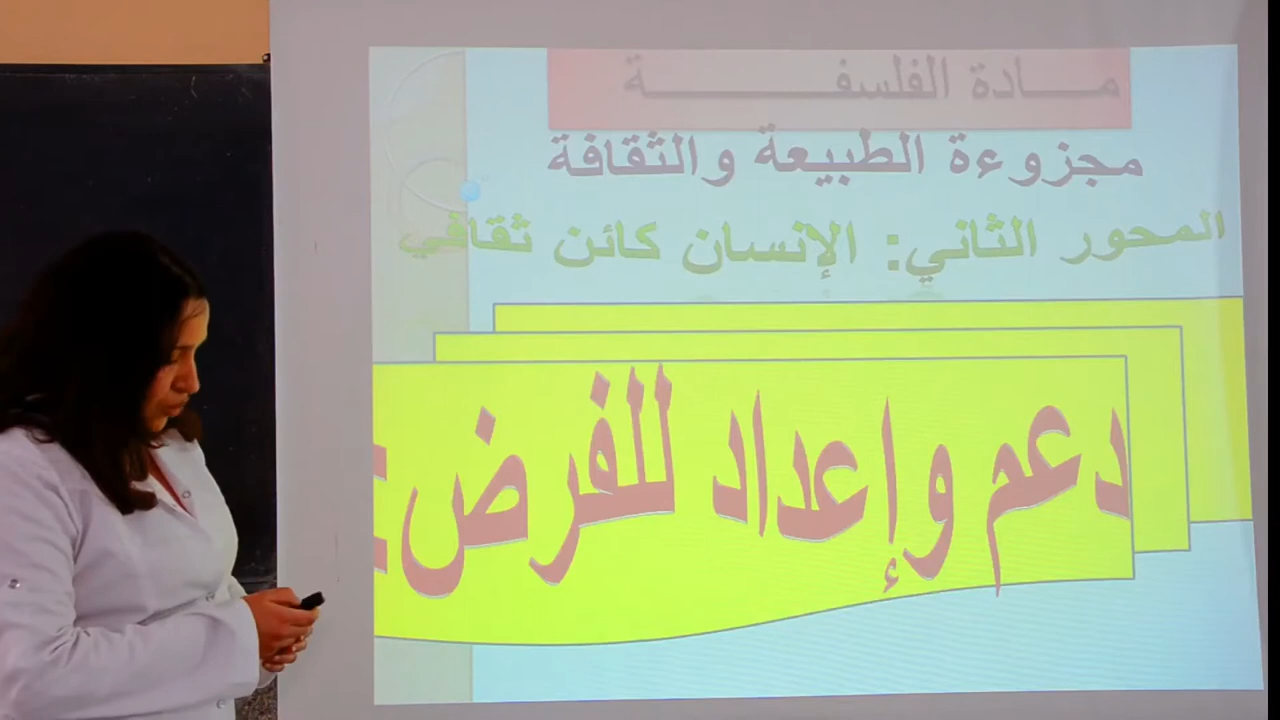 مادة الفلسفة
مجزوءة الطبيعة والثقافة
المحور الثاني: الإنسان كائن ثقافي
دعم وإعداد للفرض: